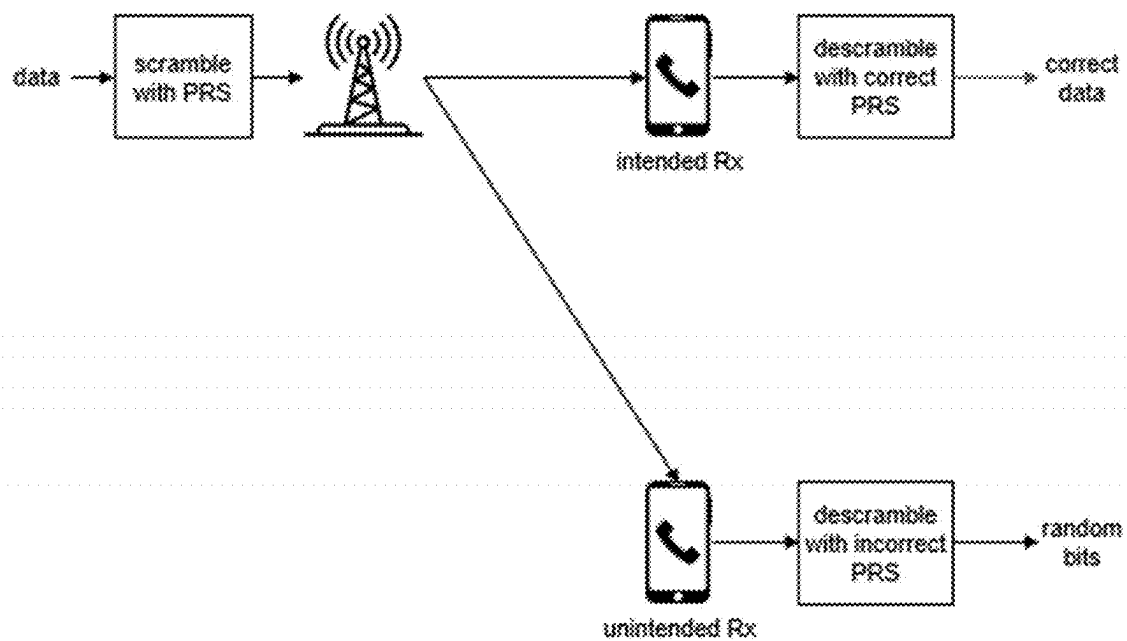 data
scramble
with PRS
intended Rx
descramble
with correct
PRS
correct
data
unintended Rx
descramble
with incorrect
PRS
random
bits